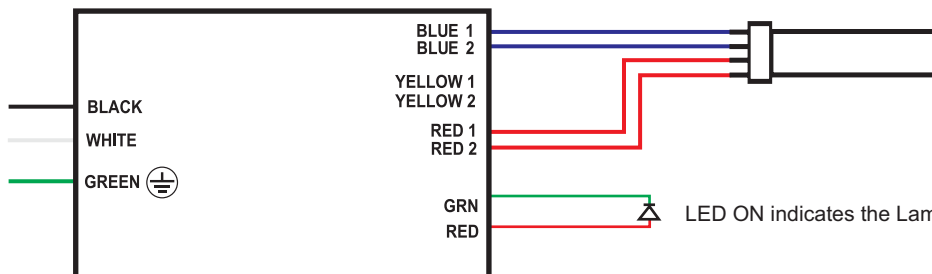 BLUE 1
BLUE 2
YELLOW 1
YELLOW 2
BLACK
WHITE
RED 1
RED 2
GREEN
GRN
RED
LED ON indicates the